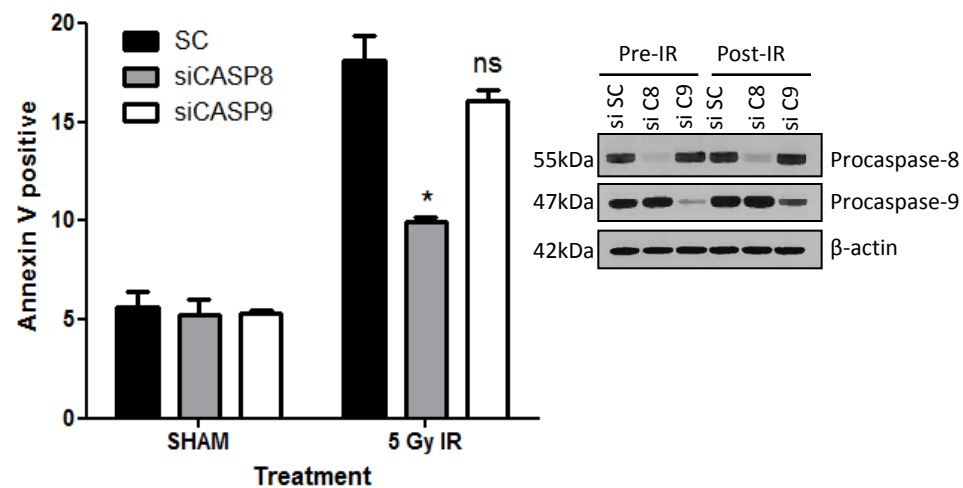 20
15
10
5
0
Annexin V positive
SC
siCASP8
siCASP9
*
ns
SHAM
5 Gy IR
Treatment
Pre-IR Post-IR
si SC si C8 si C9 si SC si C8 si C9
55kDa Procaspase-8
47kDa Procaspase-9
42kDa β-actin